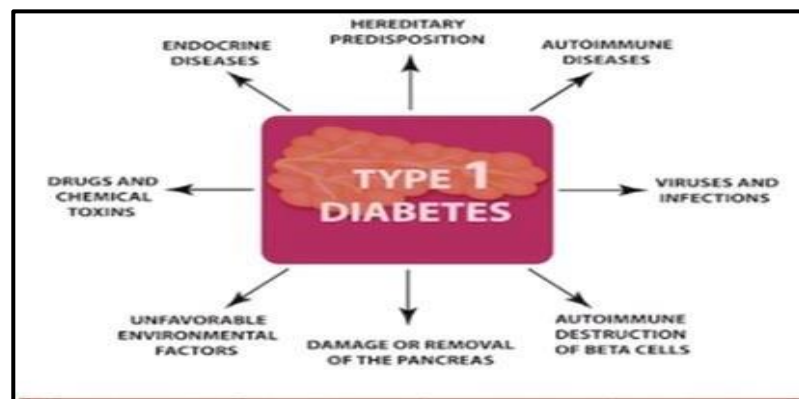 HEREDITARY
PREDISPOSITION
ENDOCRINE
DISEASES
AUTOIMMUNE
DISEASES
DRUGS AND
CHEMICAL
TOXINS
TYPE 1
DIABETES
VIRUSES AND
INFECTIONS
UNFAVORABLE
ENVIRONMENTAL
FACTORS
DAMAGE OR REMOVAL
OF THE PANCREAS
AUTOIMMUNE
DESTRUCTION
OF BETA CELLS